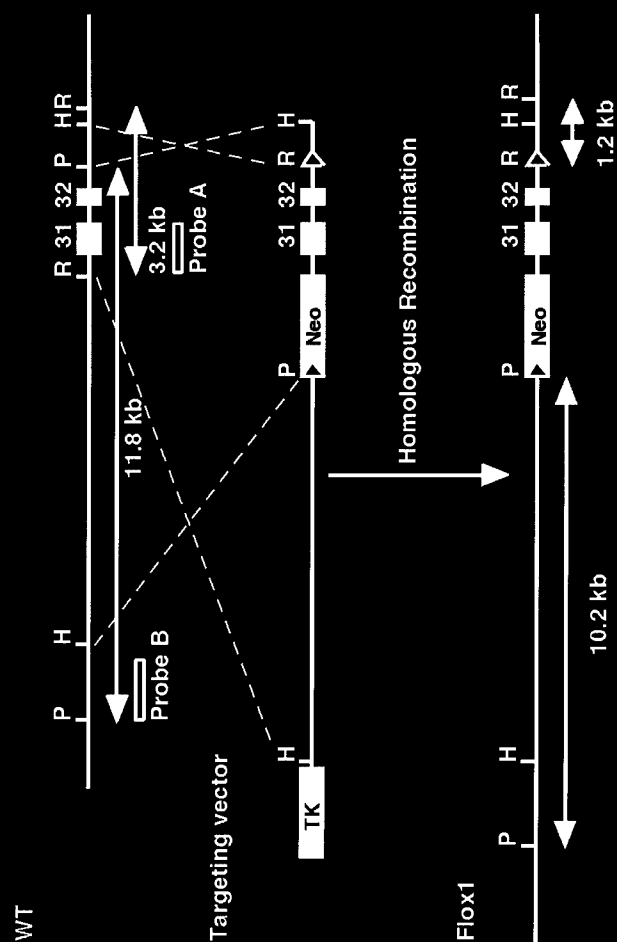 WT
P H R 31 32 P H R
11.8 kb
3.2 kb
Probe B
Probe A
Targeting vector
H P 31 32 R H
TK Neo
Homologous Recombination
Flox1
P H P 31 32 R H R
Neo
10.2 kb
1.2 kb